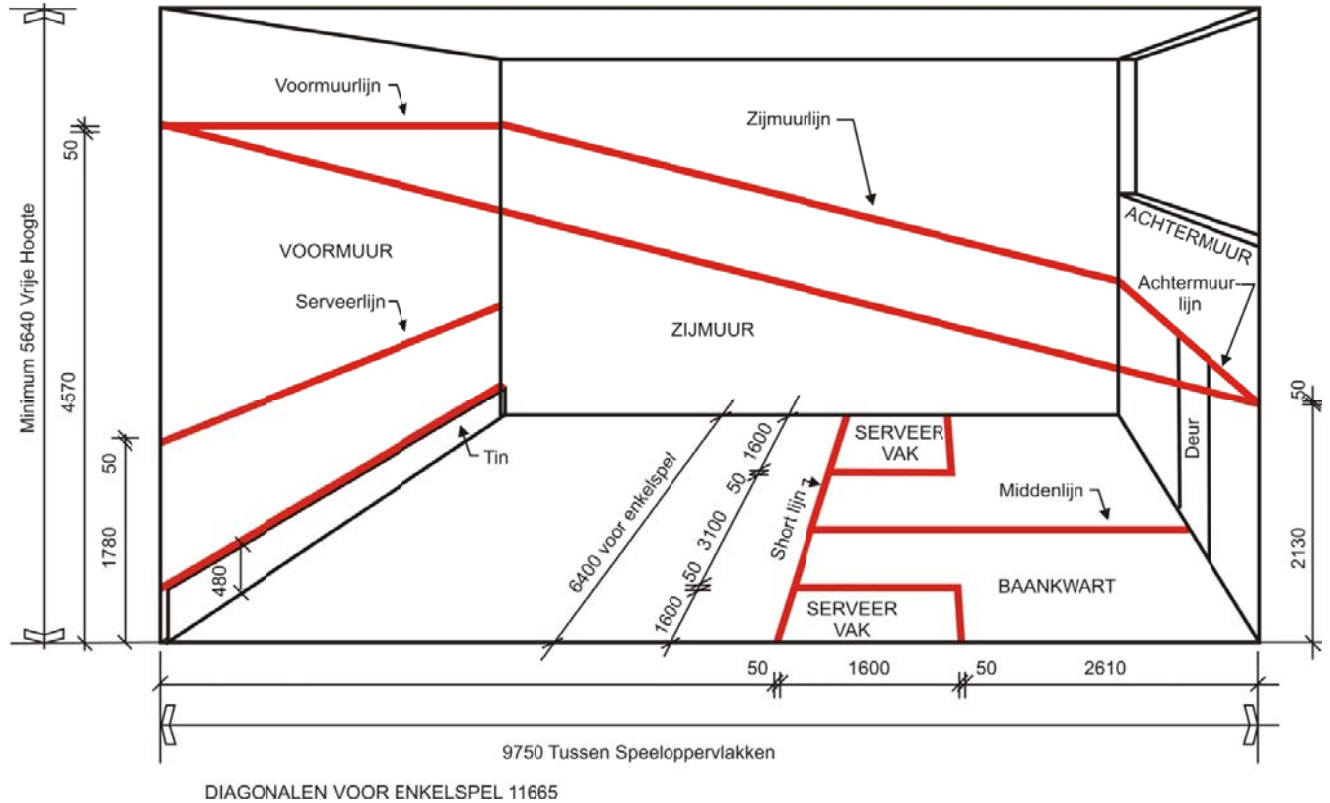 Voormuurlijn
Zijmuurlijn
50
Minimum 5640 Vrije Hoogte
4570
VOORMUUR
Serveerlijn
ZIJMUUR
ACHTERMUUR
Achtermuur-
lijn
50
1780
480
Tin
6400 voor enkelspel
1600
50
3100
50
1600
Short lijn
SERVEER
VAK
Middenlijn
Deur
50
2130
BAANKWART
SERVEER
VAK
50
1600
50
2610
9750 Tussen Speeloppervlakken
DIAGONALEN VOOR ENKELSPEL 11665